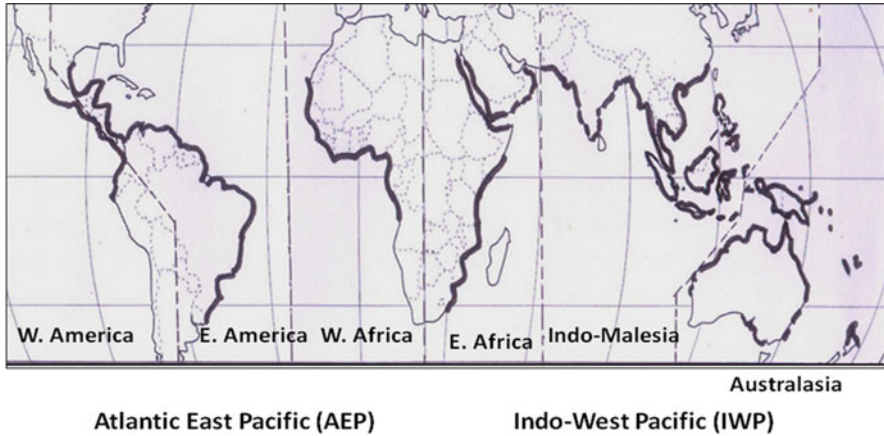 W. America E. America W. Africa E. Africa Indo-Malesia
Australasia
Atlantic East Pacific (AEP) Indo-West Pacific (IWP)